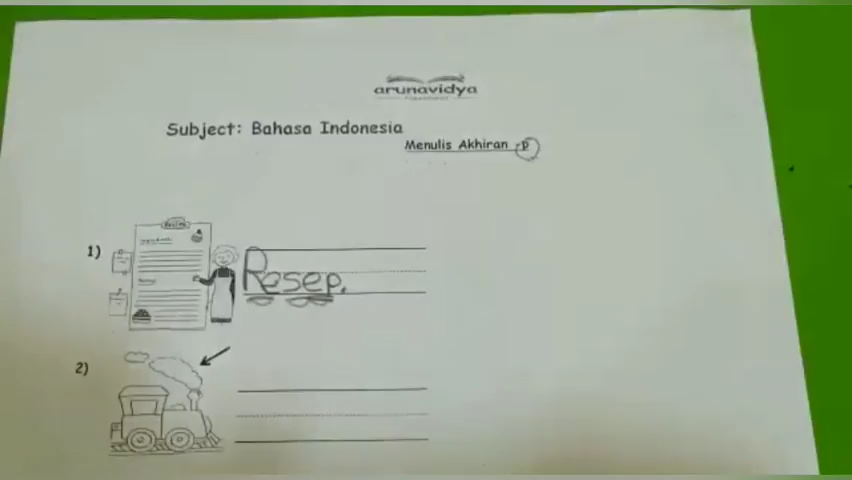 arunavidya
Subject: Bahasa Indonesia
Menulis Akhiran -P
1)
Resep.
2)